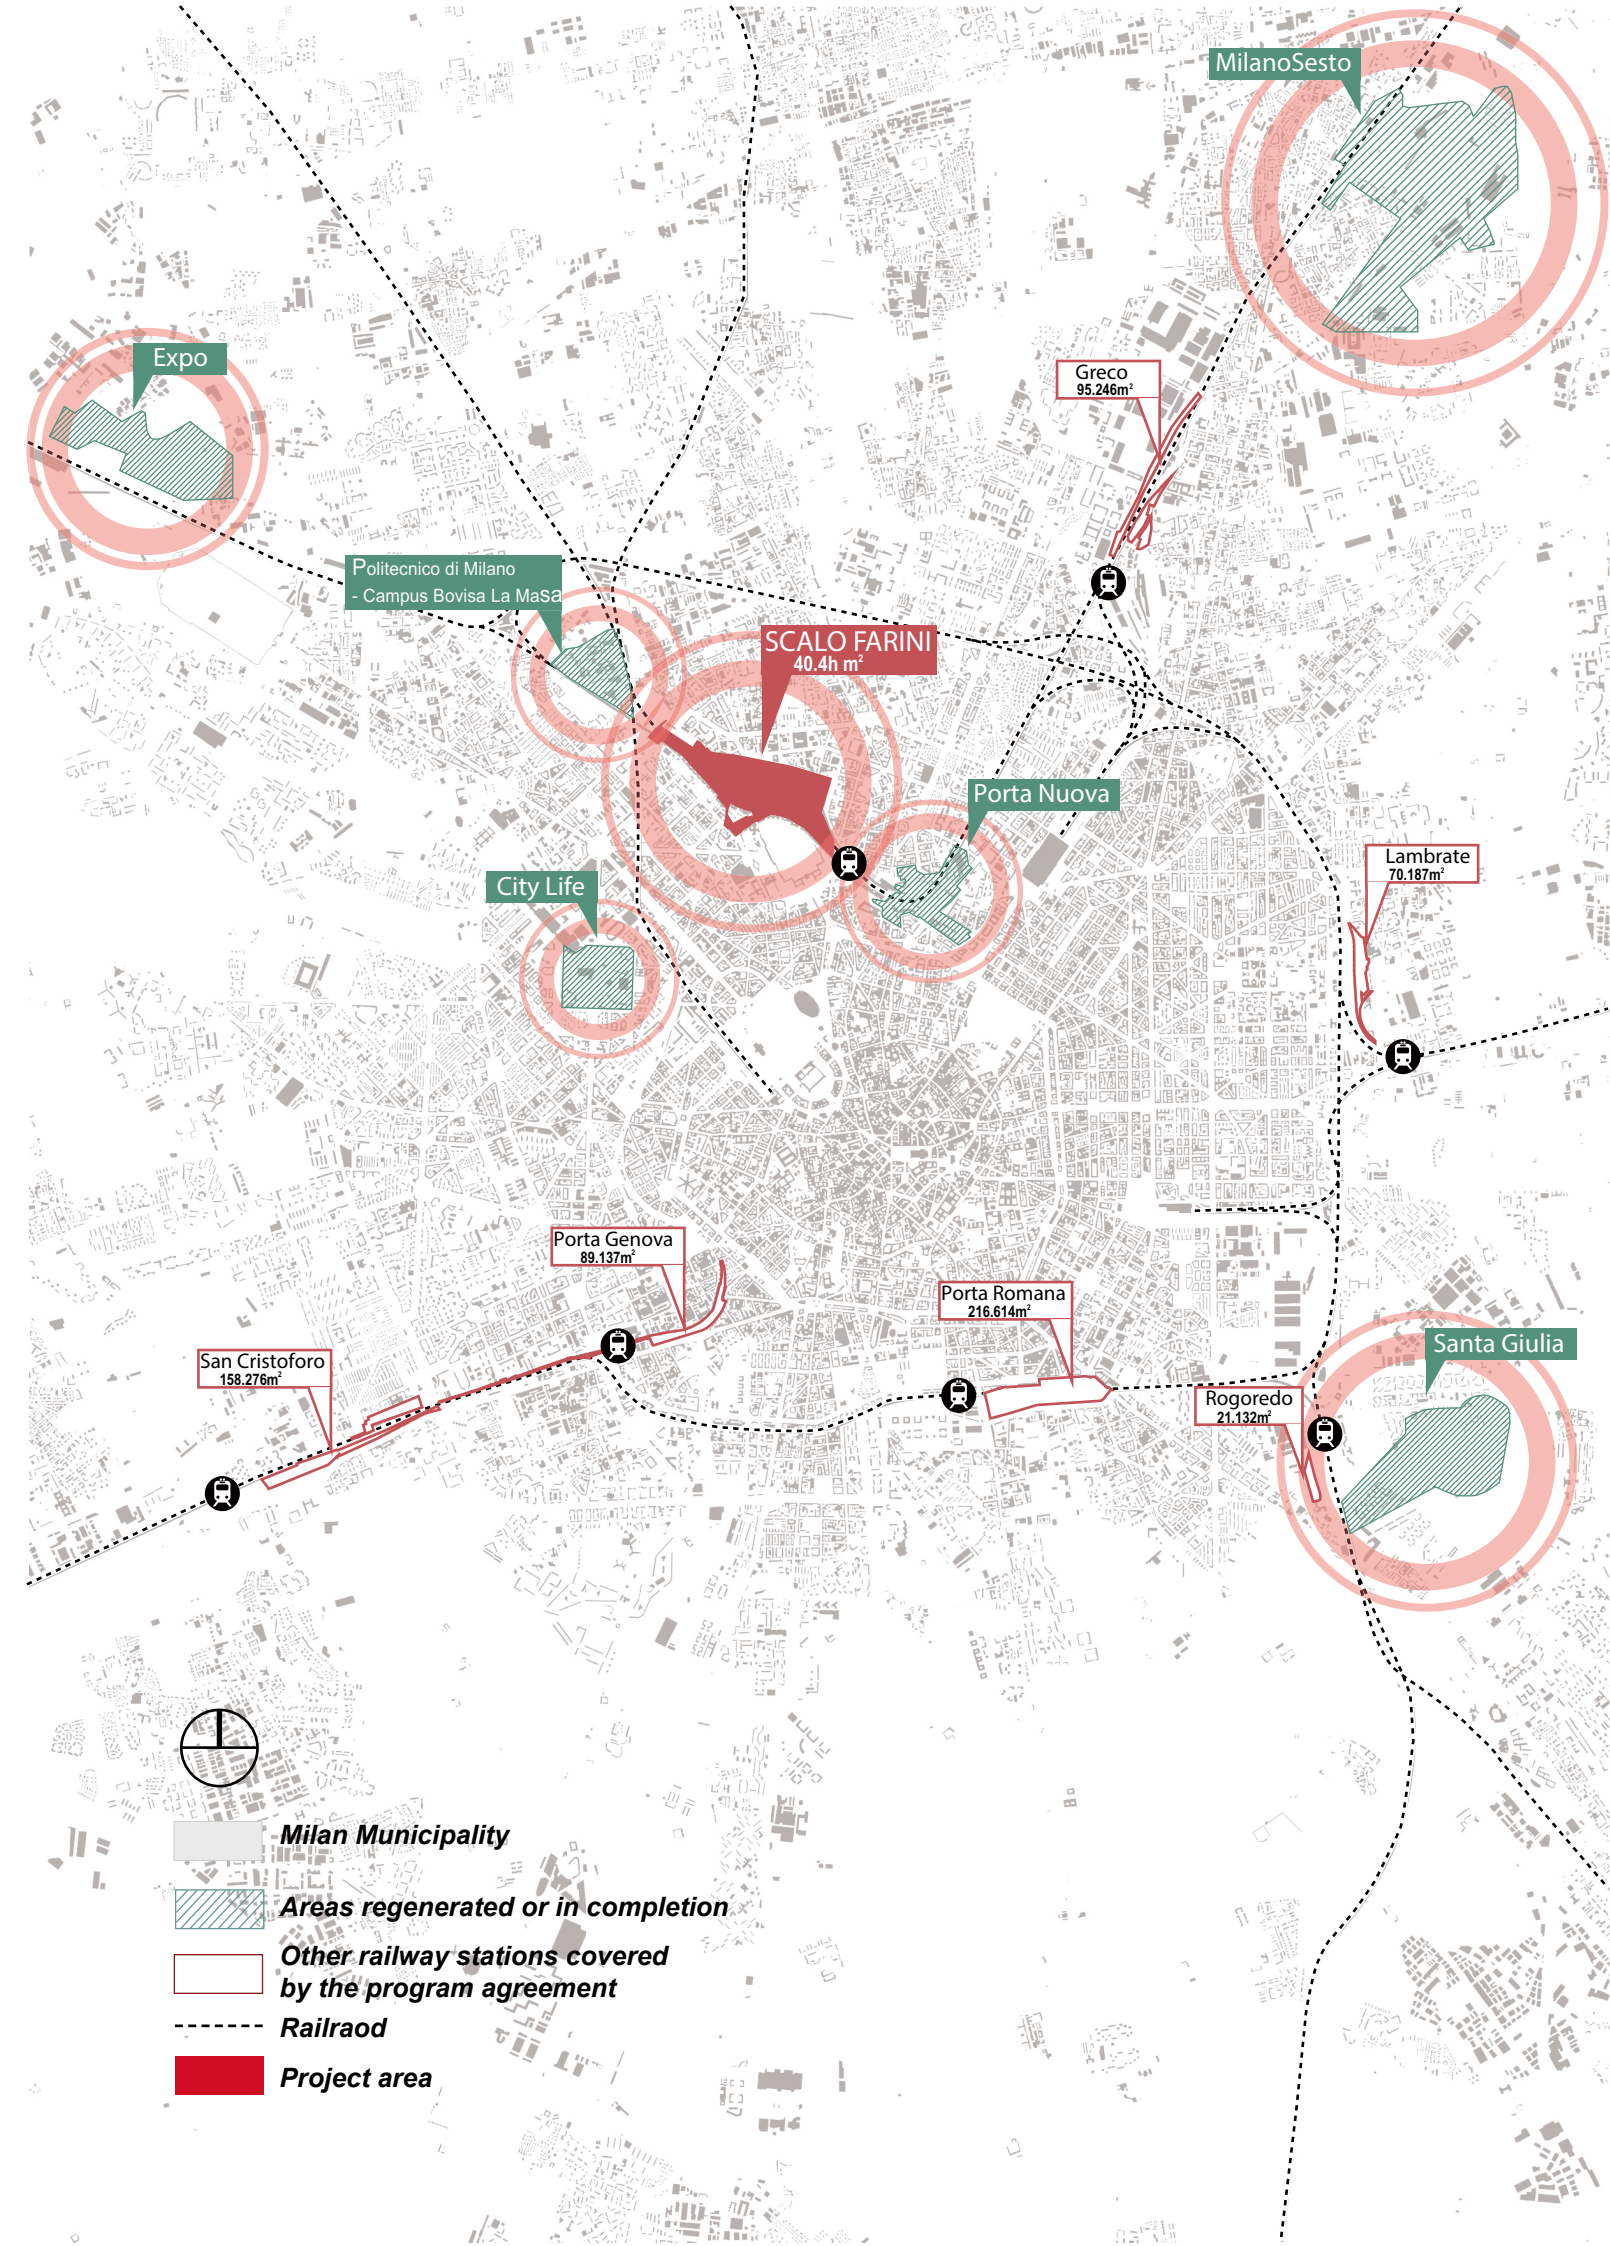 MilanoSesto
Expo
Greco
95.246m²
Politecnico di Milano
- Campus Bovisa La Masa
SCALO FARINI
40.4h m²
Porta Nuova
Lambrate
70.187m²
City Life
Porta Genova
89.137m²
Porta Romana
216.614m²
San Cristoforo
158.276m²
Santa Giulia
Rogoredo
21.132m²
Milan Municipality
Areas regenerated or in completion
Other railway stations covered
by the program agreement
Railraod
Project area